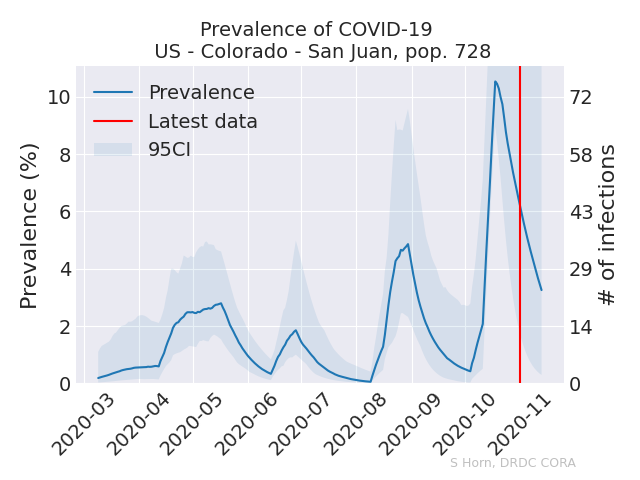 Prevalence of COVID-19
US - Colorado - San Juan, pop. 728
Prevalence
Latest data
95CI
Prevalence (%)
10
8
6
4
2
0
72
58
43
29
14
0
# of infections
2020-03
2020-04
2020-05
2020-06
2020-07
2020-08
2020-09
2020-10
2020-11
S Horn, DRDC CORA